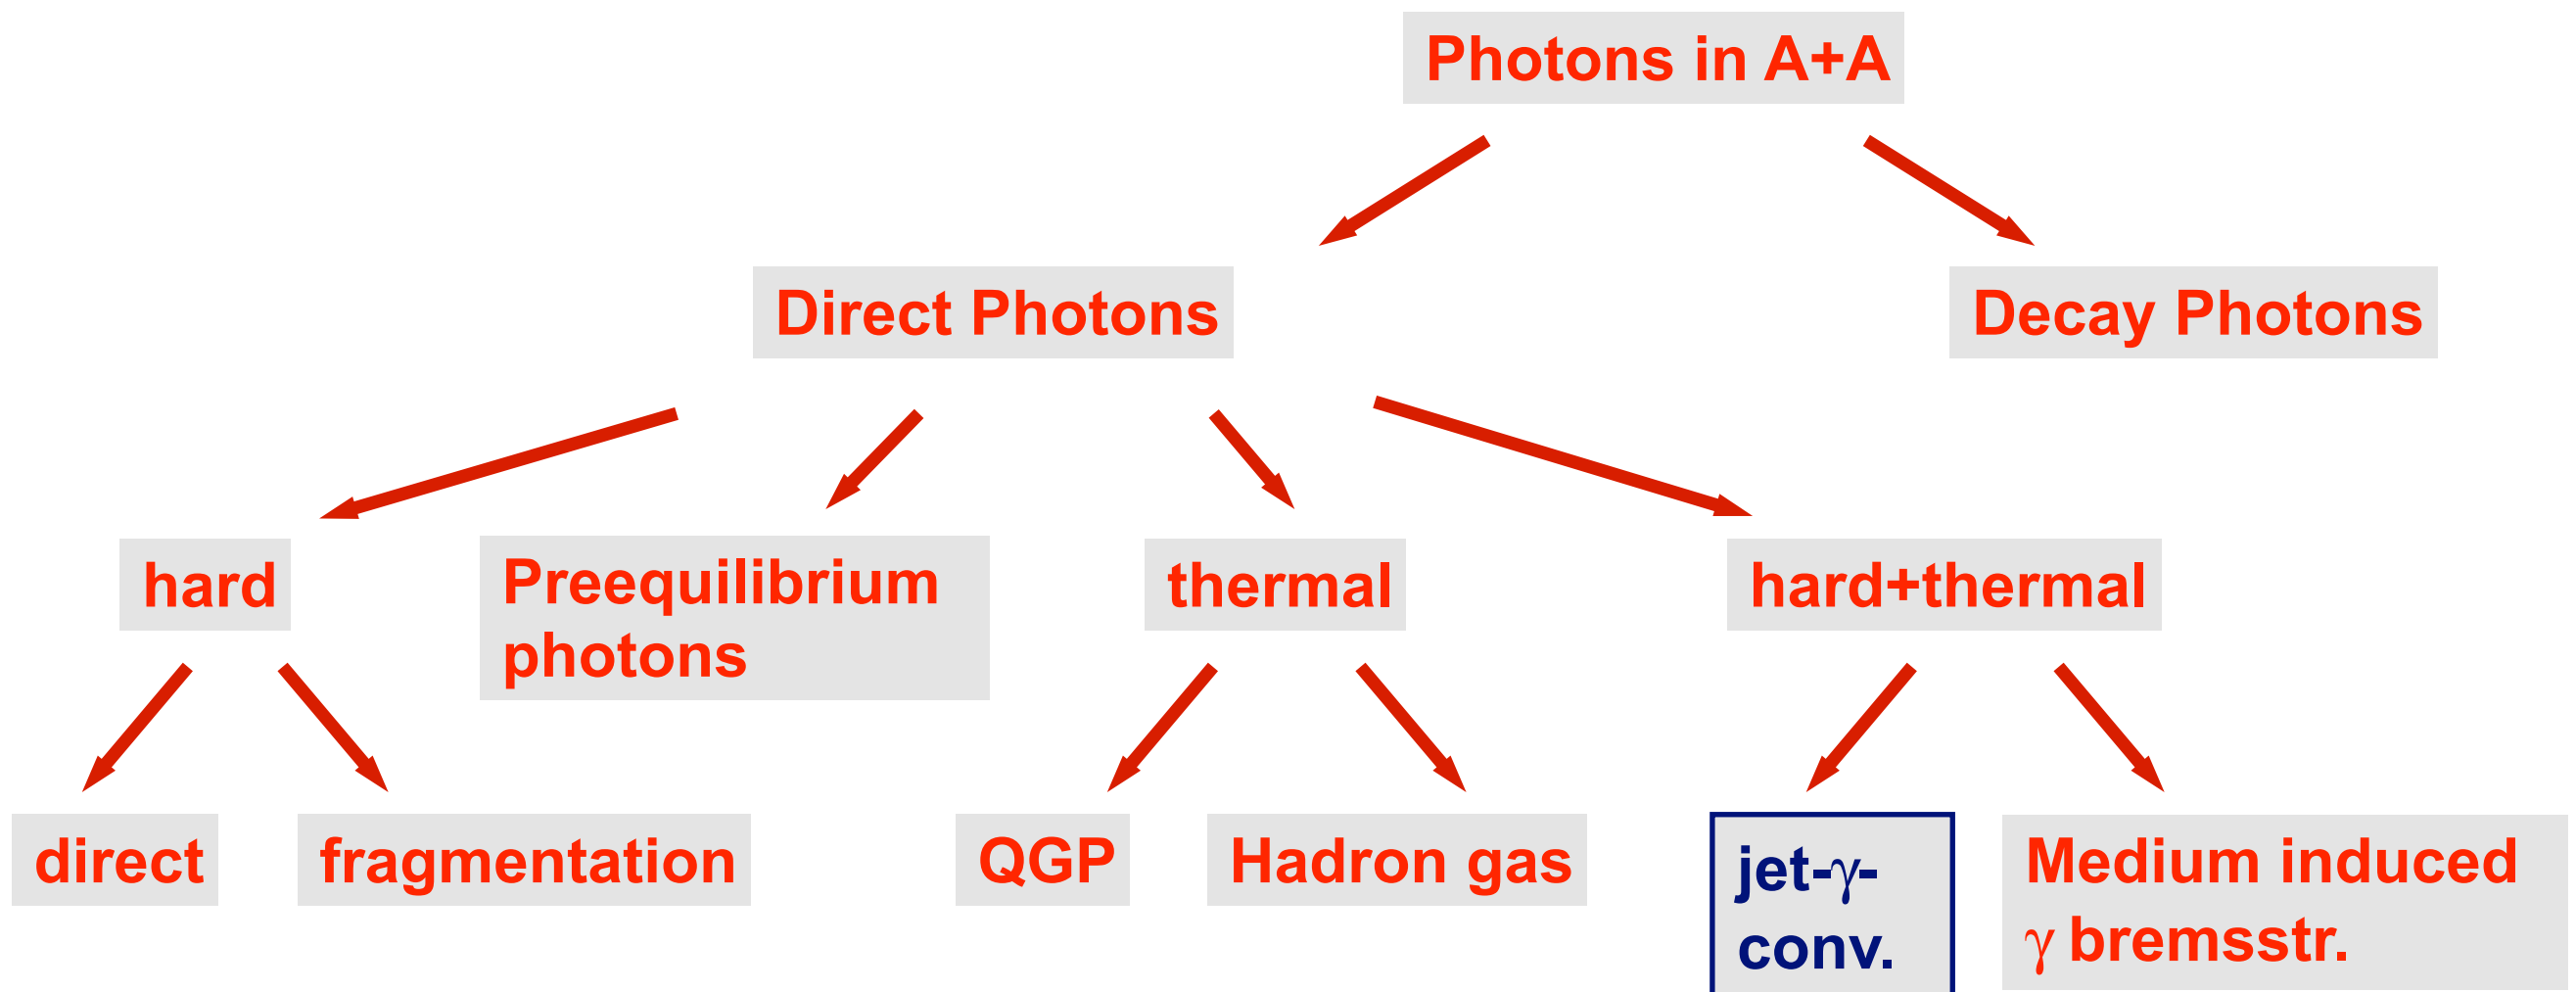 Photons in A+A
Direct Photons
Decay Photons
hard
Preequilibrium
photons
thermal
hard+thermal
direct
fragmentation
QGP
Hadron gas
jet-γ-
conv.
Medium induced
γ bremsstr.